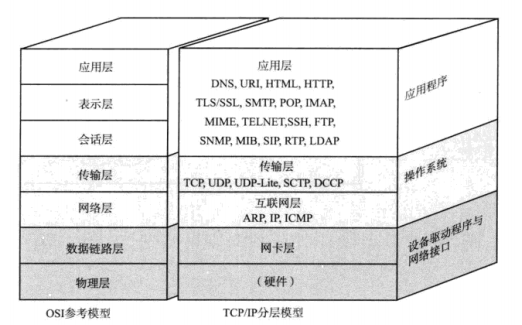 应用层
表示层
会话层
传输层
网络层
数据链路层
物理层
OSI参考模型
应用层
DNS, URI, HTML, HTTP,
TLS/SSL, SMTP, POP, IMAP,
MIME, TELNET,SSH, FTP,
SNMP, MIB, SIP, RTP, LDAP
传输层
TCP, UDP, UDP-Lite, SCTP, DCCP
互联网层
ARP, IP, ICMP
网卡层
（硬件）
TCP/IP分层模型
应用程序
操作系统
设备驱动程序与
网络接口